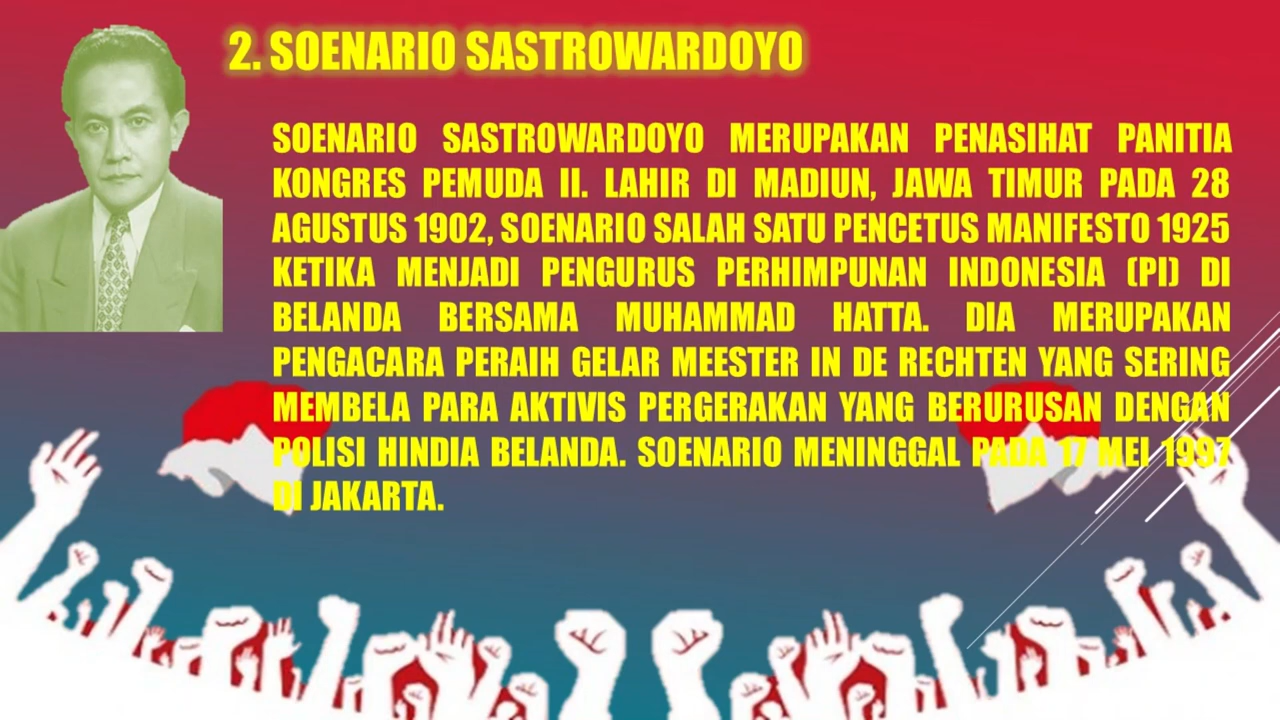 2. SOENARIO SASTROWARDOYO
SOENARIO SASTROWARDOYO MERUPAKAN PENASIHAT PANITIA
KONGRES PEMUDA II. LAHIR DI MADIUN, JAWA TIMUR PADA 28
AGUSTUS 1902, SOENARIO SALAH SATU PENCETUS MANIFESTO 1925
KETIKA MENJADI PENGURUS PERHIMPUNAN INDONESIA (PI) DI
BELANDA BERSAMA MUHAMMAD HATTA. DIA MERUPAKAN
PENGACARA PERAIH GELAR MEESTER IN DE RECHTEN YANG SERING
MEMBELA PARA AKTIVIS PERGERAKAN YANG BERURUSAN DENGAN
POLISI HINDIA BELANDA. SOENARIO MENINGGAL PADA 17 MEI 1997
DI JAKARTA.